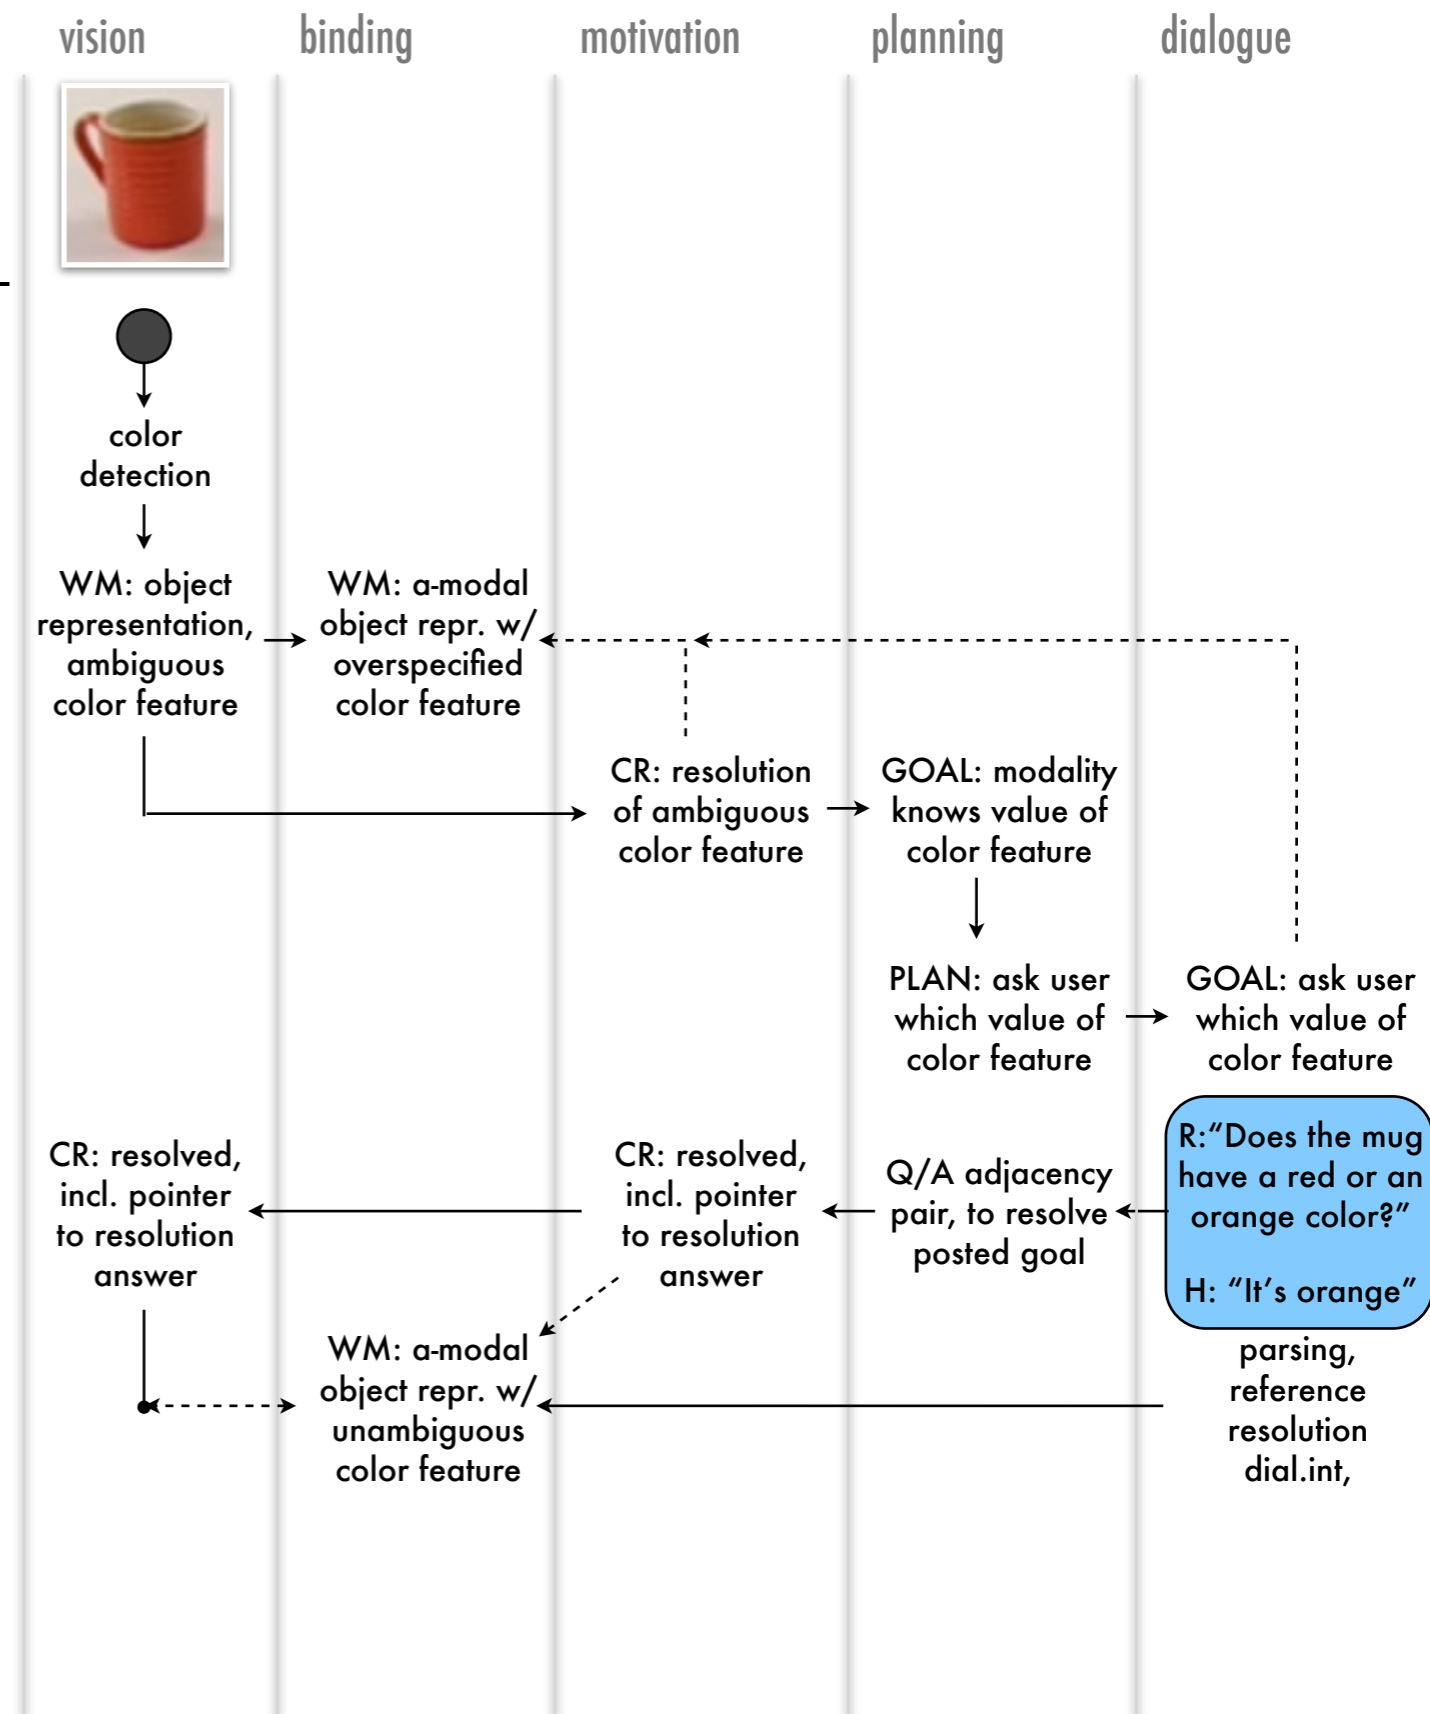 vision
binding
motivation
planning
dialogue
color
detection
WM: object
representation,
ambiguous
color feature
WM: a-modal
object repr. w/
overspecified
color feature
CR: resolution
of ambiguous
color feature
GOAL: modality
knows value of
color feature
PLAN: ask user
which value of
color feature
GOAL: ask user
which value of
color feature
R:“Does the mug
have a red or an
orange color?”
H: “It’s orange”
Q/A adjacency
pair, to resolve
posted goal
CR: resolved,
incl. pointer
to resolution
answer
CR: resolved,
incl. pointer
to resolution
answer
WM: a-modal
object repr. w/
unambiguous
color feature
parsing,
reference
resolution
dial.int,